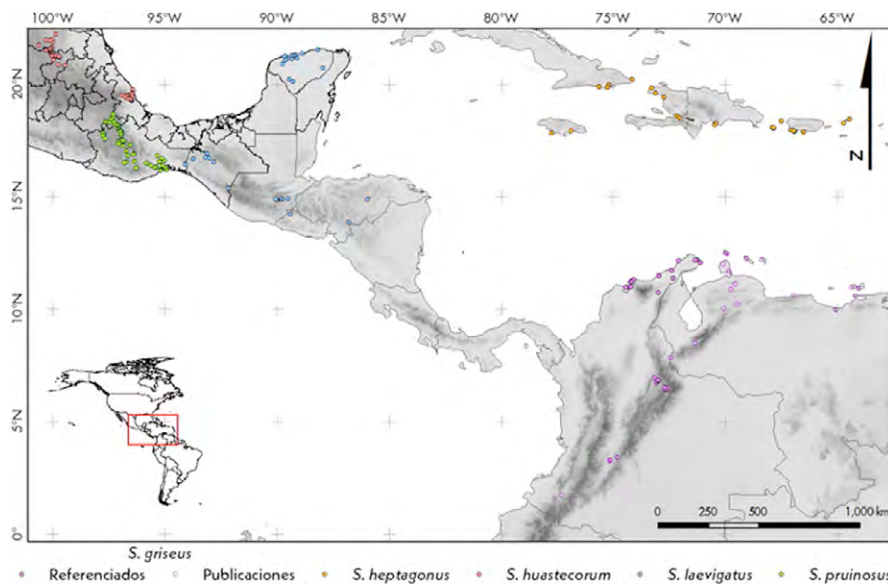 100°W 95°W 90°W 85°W 80°W 75°W 70°W 65°W
20°N
15°N
10°N
5°N
0°
N
0 250 500 1,000 km
S. griseus
Referenciados Publicaciones S. heptagonus S. huastecorum S. laevigatus S. pruinosus